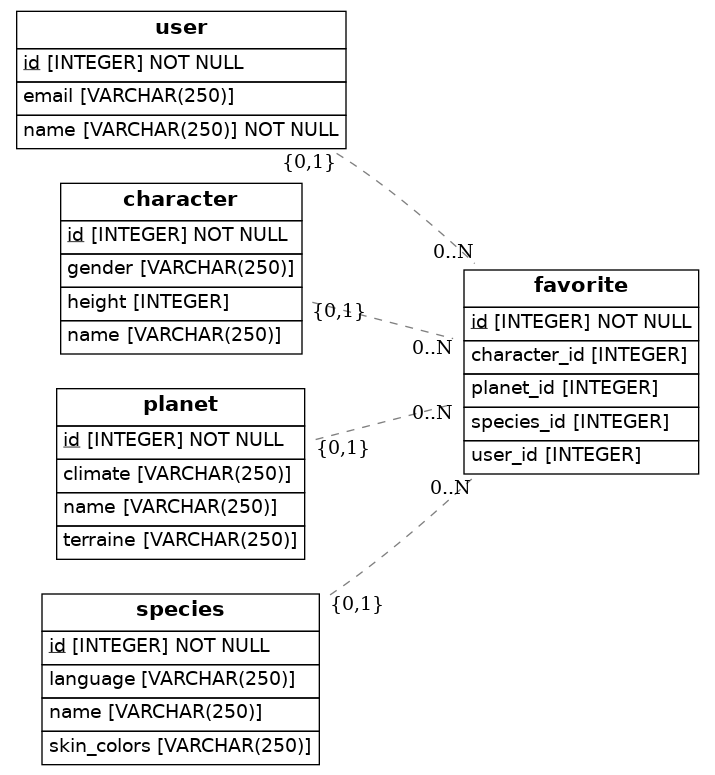 user
id [INTEGER] NOT NULL
email [VARCHAR(250)]
name [VARCHAR(250)] NOT NULL
{0,1}
0..N
character
id [INTEGER] NOT NULL
gender [VARCHAR(250)]
height [INTEGER]
name [VARCHAR(250)]
{0,1}
0..N
favorite
id [INTEGER] NOT NULL
character_id [INTEGER]
planet_id [INTEGER]
species_id [INTEGER]
user_id [INTEGER]
planet
id [INTEGER] NOT NULL
climate [VARCHAR(250)]
name [VARCHAR(250)]
terraine [VARCHAR(250)]
{0,1}
0..N
0..N
{0,1}
species
id [INTEGER] NOT NULL
language [VARCHAR(250)]
name [VARCHAR(250)]
skin_colors [VARCHAR(250)]